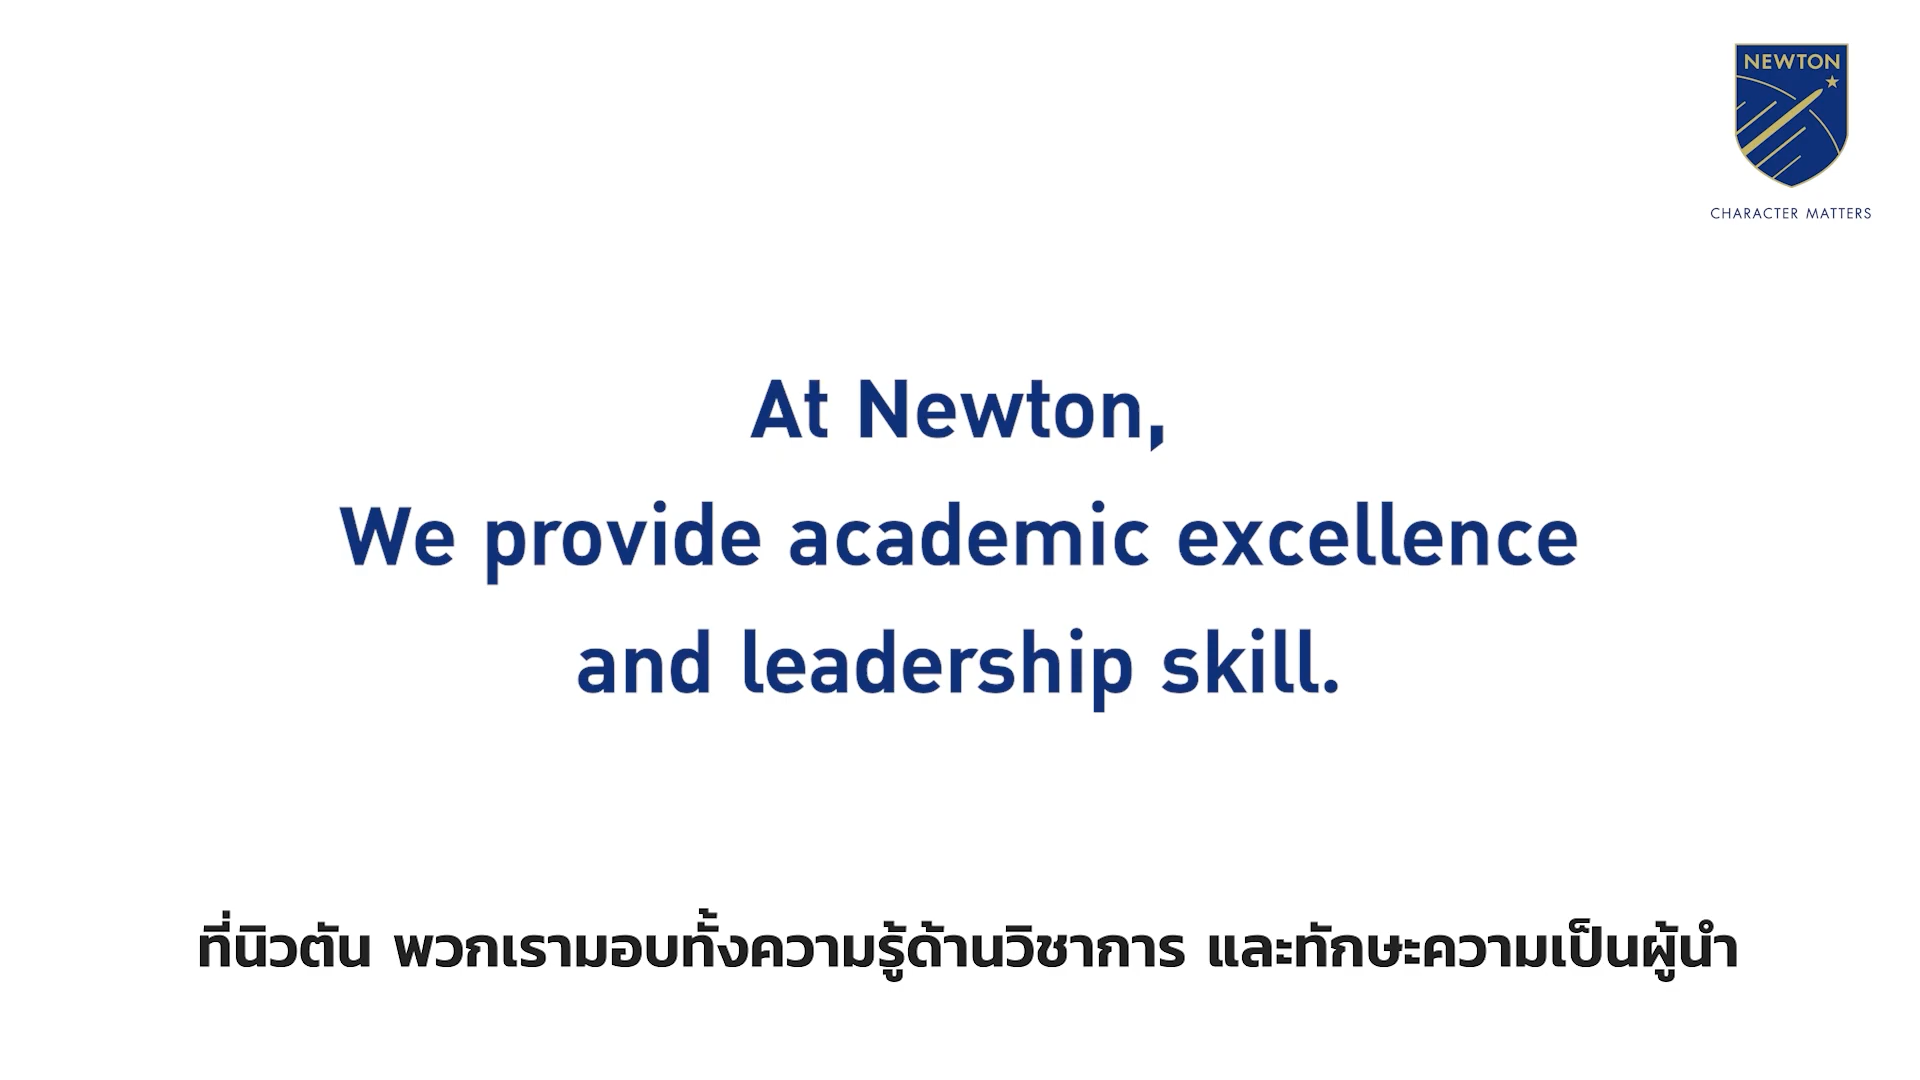 NEWTON
CHARACTER MATTERS
At Newton,
We provide academic excellence
and leadership skill.
ที่นิวตัน พวกเรามอบทั้งความรู้ด้านวิชาการ และทักษะความเป็นผู้นำ